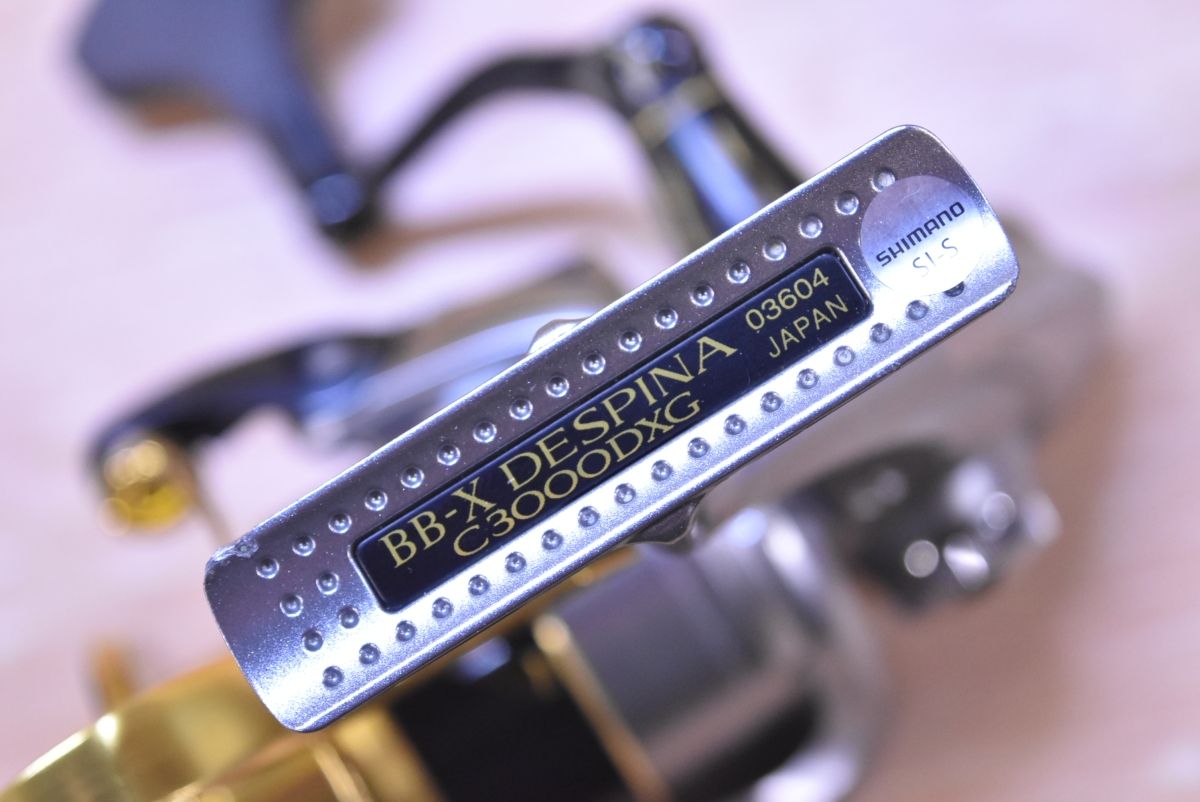 BB-X DESPINA
C3000DXG
03604
JAPAN
SHIMANO
SI-S